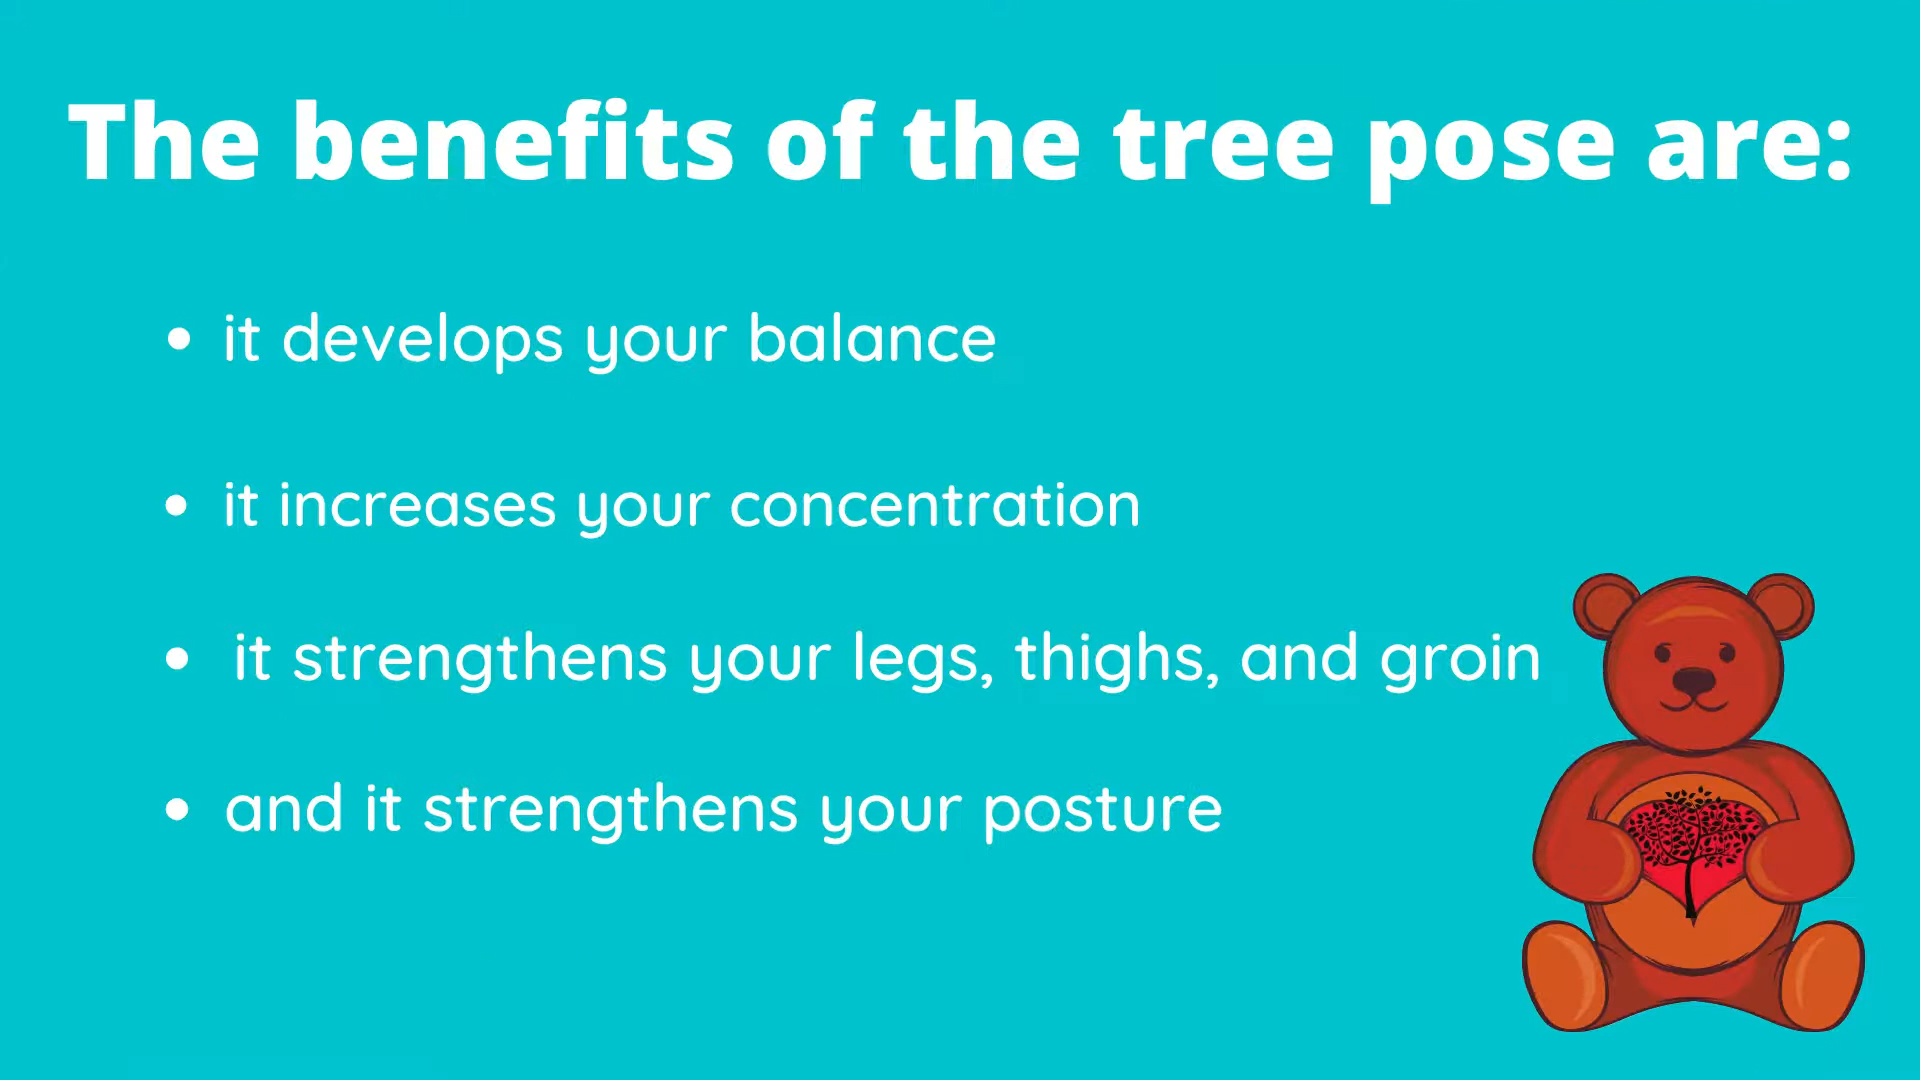 The benefits of the tree pose are:
• it develops your balance
• it increases your concentration
• it strengthens your legs, thighs, and groin
• and it strengthens your posture